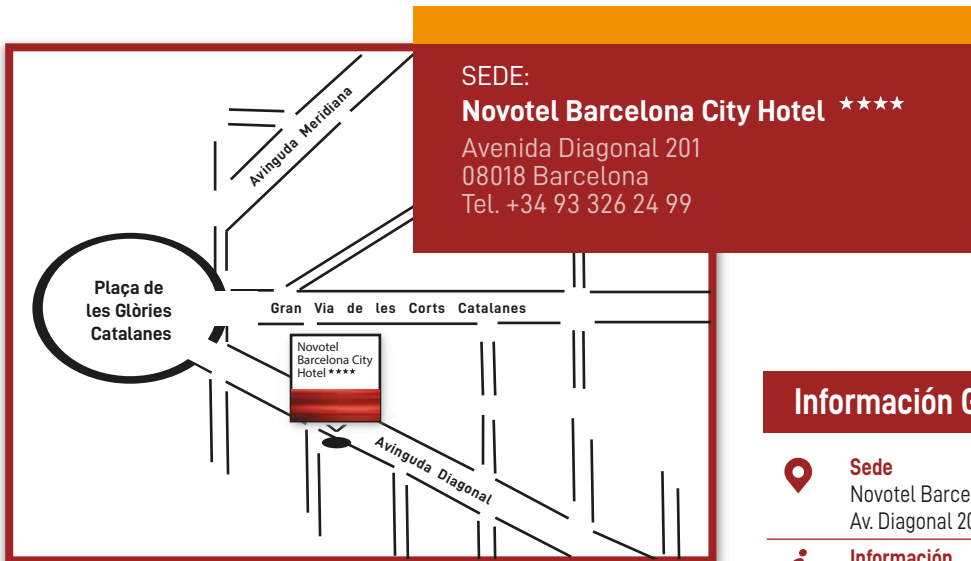 SEDE:
Novotel Barcelona City Hotel ★★★★
Avenida Diagonal 201
08018 Barcelona
Tel. +34 93 326 24 99
Avinguda Meridiana
Plaça de
les Glòries
Catalanes
Gran Via de les Corts Catalanes
Novotel
Barcelona City
Hotel ★★★★
Avinguda Diagonal
Información
Sede
Novotel
Av. Diagonal
Información